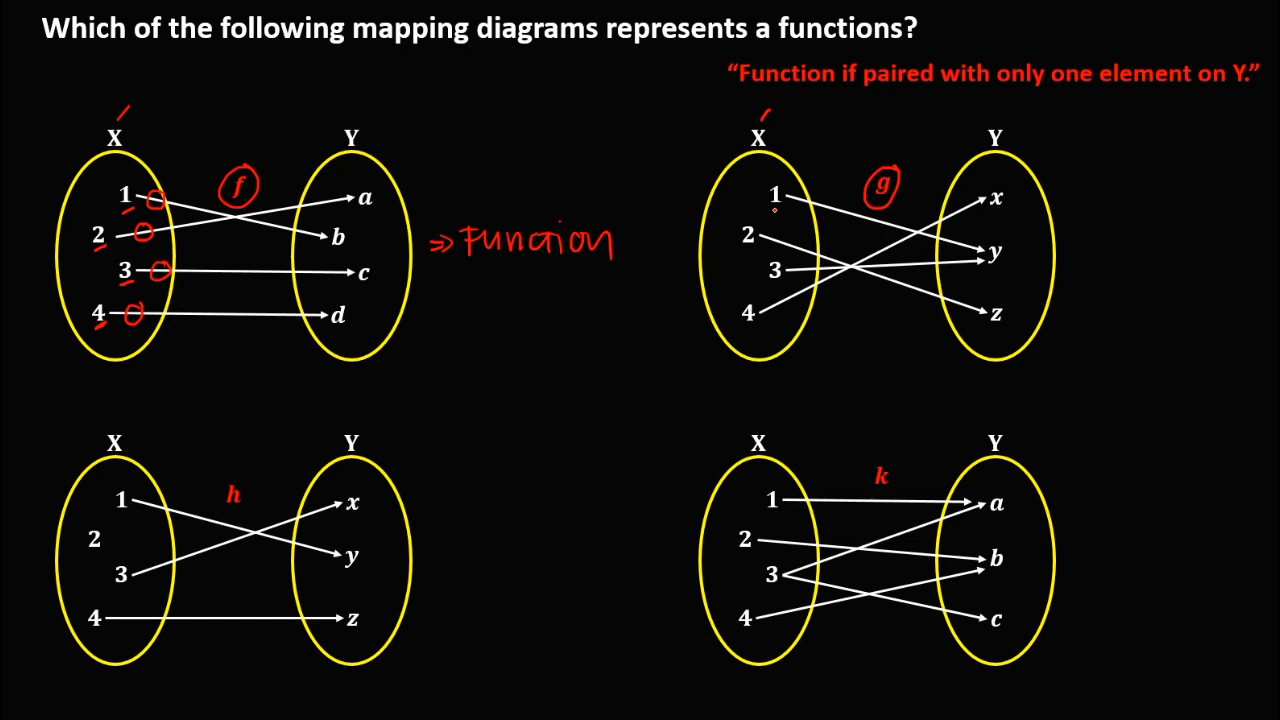 Which of the following mapping diagrams represents a functions?
“Function if paired with only one element on Y.”
X Y
f
1 a
2 b
3 c
4 d
⇒ Function
X Y
g
1 x
2 y
3
4 z
X Y
h
1 x
2
3 y
4 z
X Y
k
1 a
2 b
3
4 c